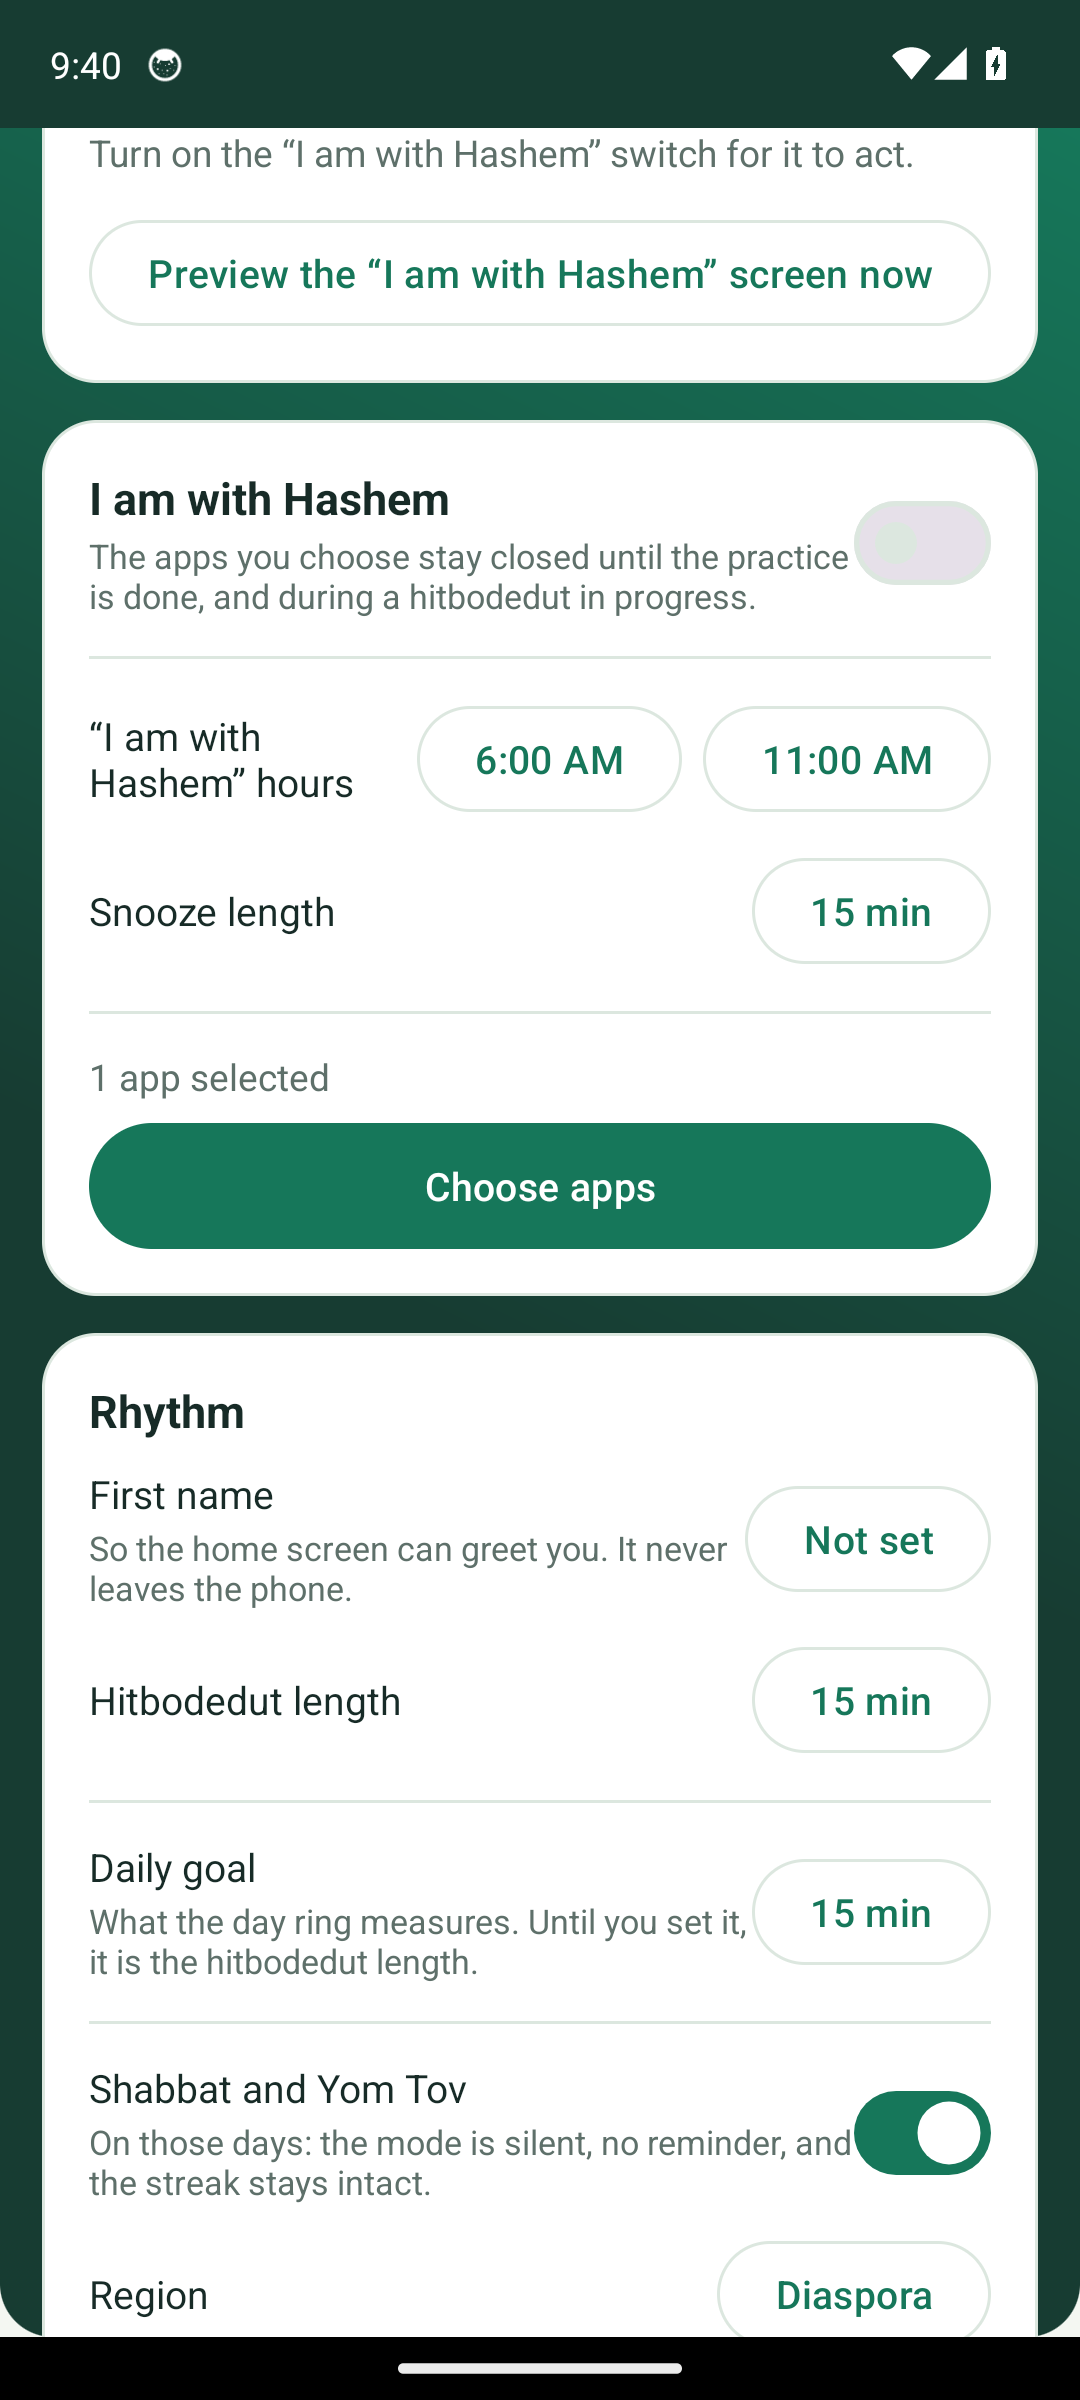 9:40
Turn on the “I am with Hashem” switch for it to act.
Preview the “I am with Hashem” screen now
I am with Hashem
The apps you choose stay closed until the practice
is done, and during a hitbodedut in progress.
“I am with
Hashem” hours
6:00 AM
11:00 AM
Snooze length
15 min
1 app selected
Choose apps
Rhythm
First name
So the home screen can greet you. It never
leaves the phone.
Not set
Hitbodedut length
15 min
Daily goal
What the day ring measures. Until you set it,
it is the hitbodedut length.
15 min
Shabbat and Yom Tov
On those days: the mode is silent, no reminder, and
the streak stays intact.
Region
Diaspora